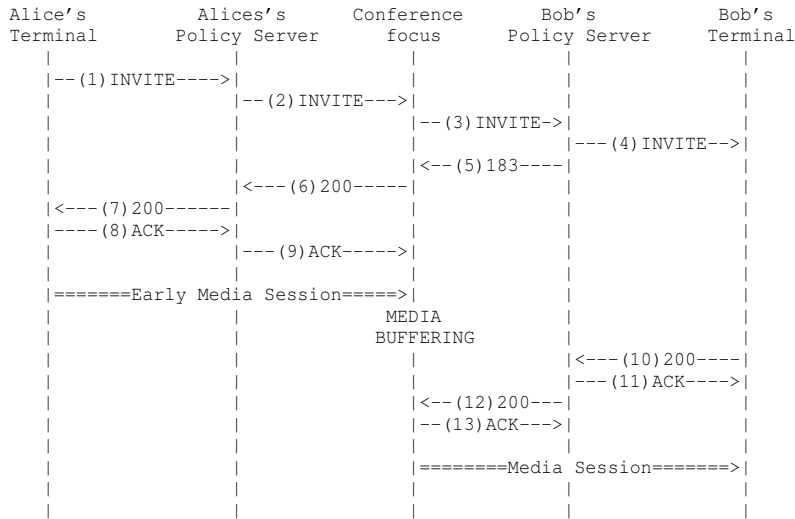 Alice's Alices's Conference Bob's Bob's
Terminal Policy Server focus Policy Server Terminal
| | | | |
|--(1)INVITE---->| | | |
| |--(2)INVITE--->| | |
| | |--(3)INVITE->| |
| | | |---(4)INVITE-->|
| | |<--(5)183----| |
| |<---(6)200-----| | |
|<---(7)200------| | | |
|----(8)ACK----->| | | |
| |---(9)ACK----->| | |
| | | | |
|=======Early Media Session=====>| | |
| | MEDIA | |
| | BUFFERING | |
| | | |<---(10)200----|
| | | |---(11)ACK---->|
| | |<--(12)200---| |
| | |--(13)ACK--->| |
| | | | |
| | |========Media Session=======>|
| | | | |
| | | | |